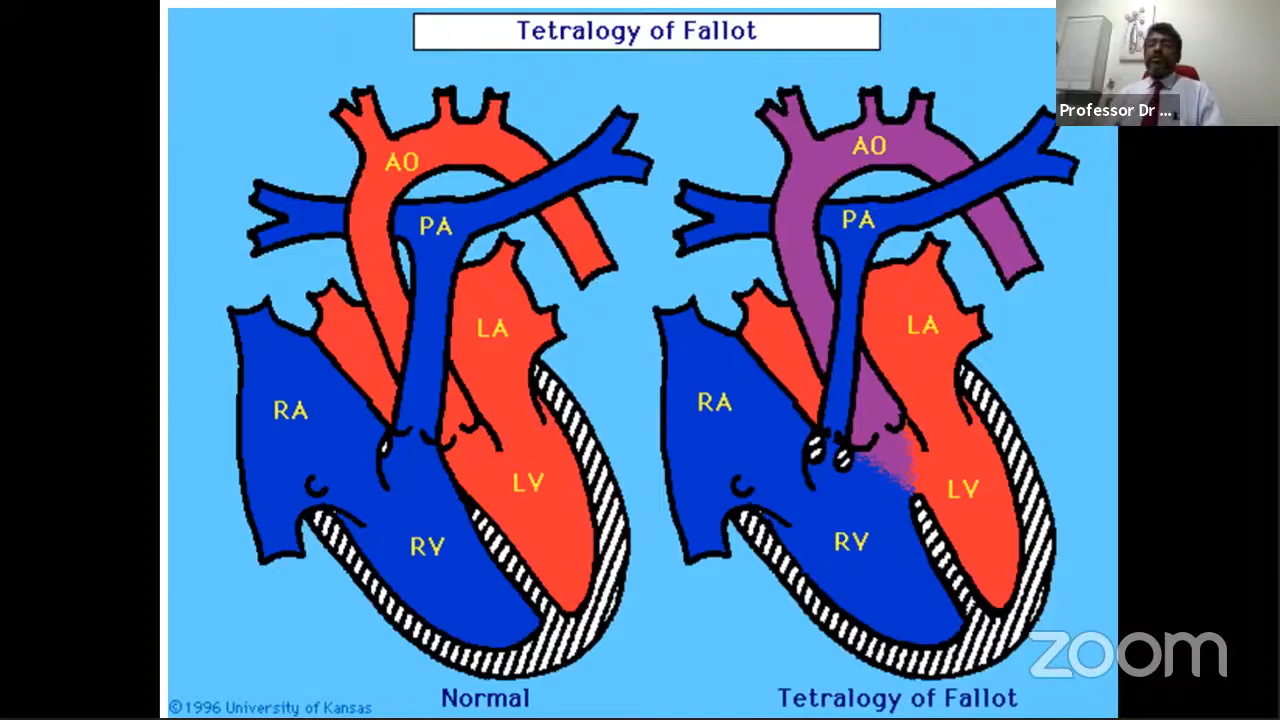 Tetralogy of Fallot
Professor Dr ...
AO
PA
LA
RA
LV
RV
AO
PA
LA
RA
LV
RV
zoom
Normal
Tetralogy of Fallot
©1996 University of Kansas